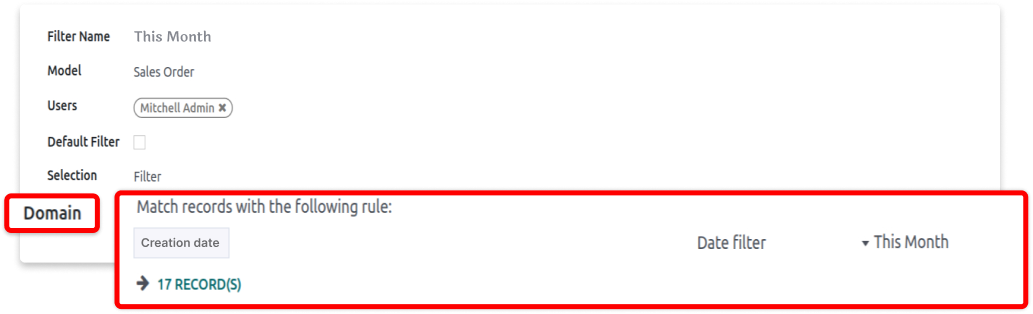 Filter Name This Month
Model Sales Order
Users Mitchell Admin ✖
Default Filter
Selection Filter
Domain Match records with the following rule:
Creation date Date filter ▾ This Month
➔ 17 RECORD(S)